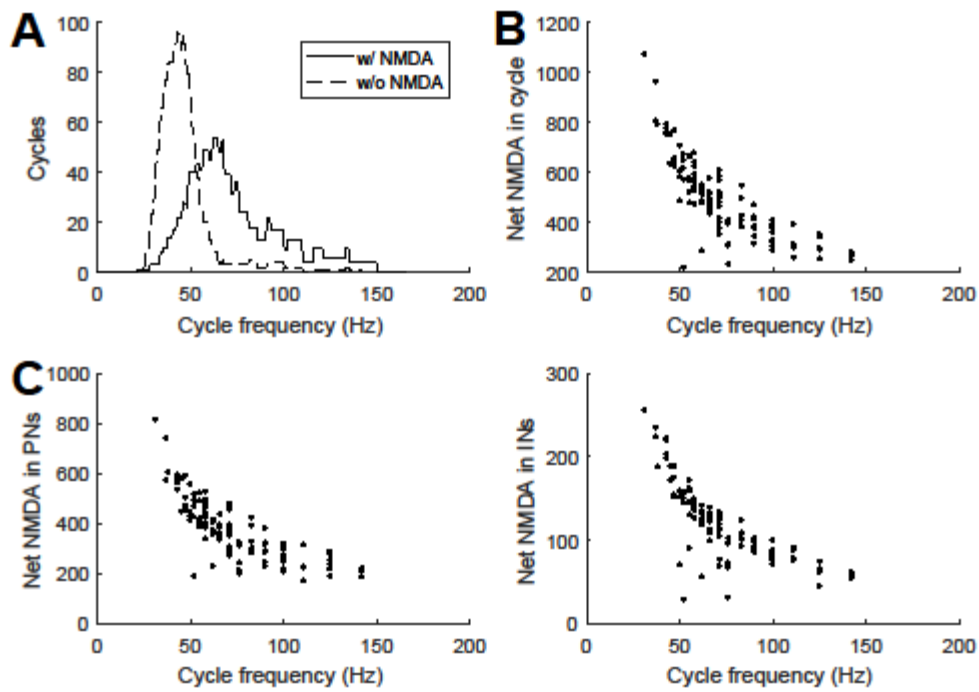 A
100
80
60
40
20
0
Cycles
w/ NMDA
w/o NMDA
0 50 100 150 200
Cycle frequency (Hz)
B
1200
1000
800
600
400
200
Net NMDA in cycle
0 50 100 150 200
Cycle frequency (Hz)
C
1000
800
600
400
200
0
Net NMDA in PNs
0 50 100 150 200
Cycle frequency (Hz)
300
200
100
0
Net NMDA in INs
0 50 100 150 200
Cycle frequency (Hz)